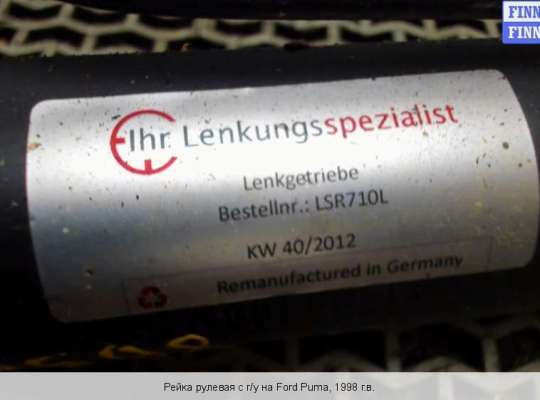 FINN
FINN
Ihr Lenkungsspezialist
Lenkgetriebe
Bestellnr.: LSR710L
KW 40/2012
Remanufactured in Germany
Рейка рулевая с г/у на Ford Puma, 1998 г.в.